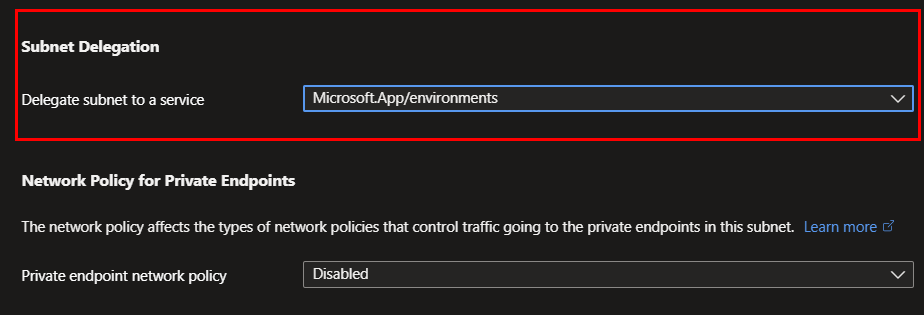 Subnet Delegation
Delegate subnet to a service
Microsoft.App/environments
Network Policy for Private Endpoints
The network policy affects the types of network policies that control traffic going to the private endpoints in this subnet. Learn more
Private endpoint network policy
Disabled